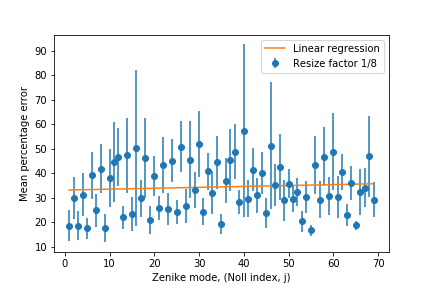 Linear regression
Resize factor 1/8
Mean percentage error
90
80
70
60
50
40
30
20
10
0 10 20 30 40 50 60 70
Zenike mode, (Noll index, j)